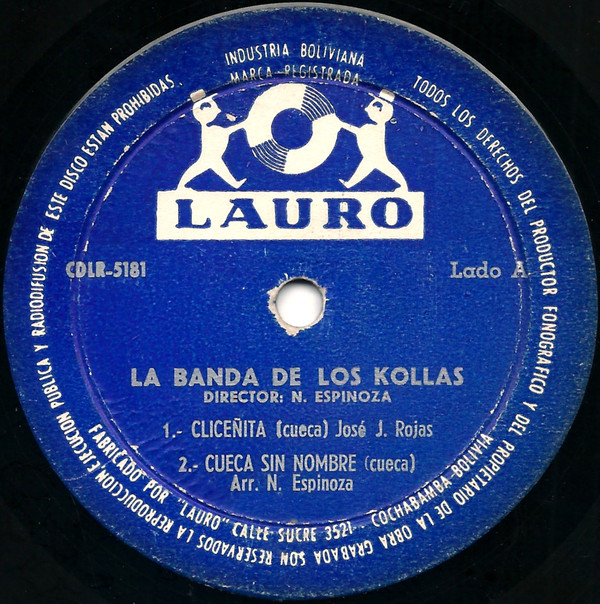 INDUSTRIA BOLIVIANA
MARCA REGISTRADA
TODOS LOS DERECHOS DEL PRODUCTOR FONOGRAFICO Y DEL PROPIETARIO DE LA OBRA GRABADA SON RESERVADOS LA REPRODUCCION EJECUCION PUBLICA Y RADIODIFUSION DE ESTE DISCO ESTAN PROHIBIDAS
LAURO
CDLR-5181
Lado A
LA BANDA DE LOS KOLLAS
DIRECTOR: N. ESPINOZA
1.- CLICEÑITA (cueca) José J. Rojas
2.- CUECA SIN NOMBRE (cueca)
Arr. N. Espinoza
FABRICADO POR "LAURO" CALLE SUCRE 3521- COCHABAMBA BOLIVIA